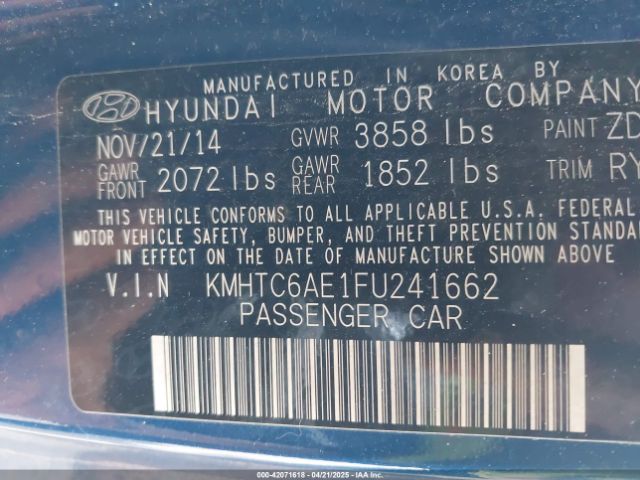 MANUFACTURED IN KOREA BY
HYUNDAI MOTOR COMPANY
NOV/21/14 GVWR 3858 lbs PAINT ZD
GAWR FRONT 2072 lbs GAWR REAR 1852 lbs TRIM RY
THIS VEHICLE CONFORMS TO ALL APPLICABLE U.S.A. FEDERAL
MOTOR VEHICLE SAFETY, BUMPER, AND THEFT PREVENTION STANDA
IN EFFECT ON THE DATE OF MANUFACTURE SHOWN ABOVE
V.I.N KMHTC6AE1FU241662
PASSENGER CAR
000-42071618 - 04/21/2025 - IAAI.COM